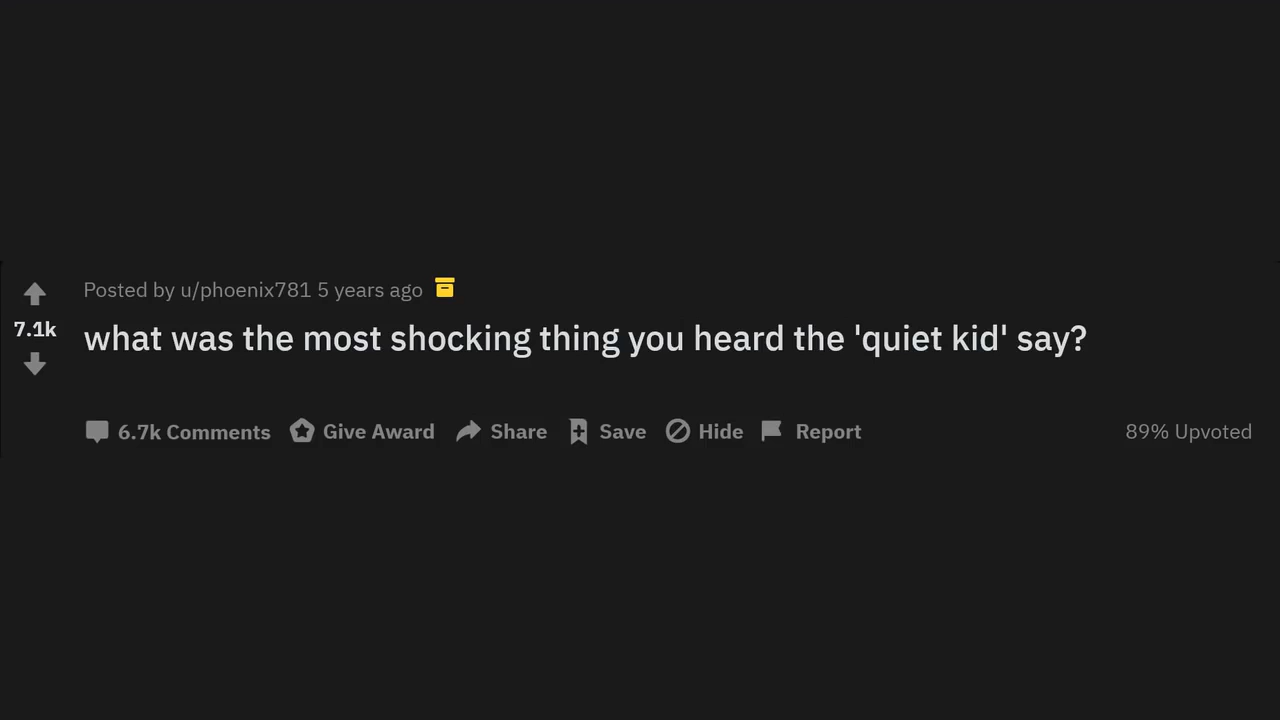 Posted by u/phoenix781 5 years ago
7.1k
what was the most shocking thing you heard the 'quiet kid' say?
6.7k Comments Give Award Share Save Hide Report 89% Upvoted